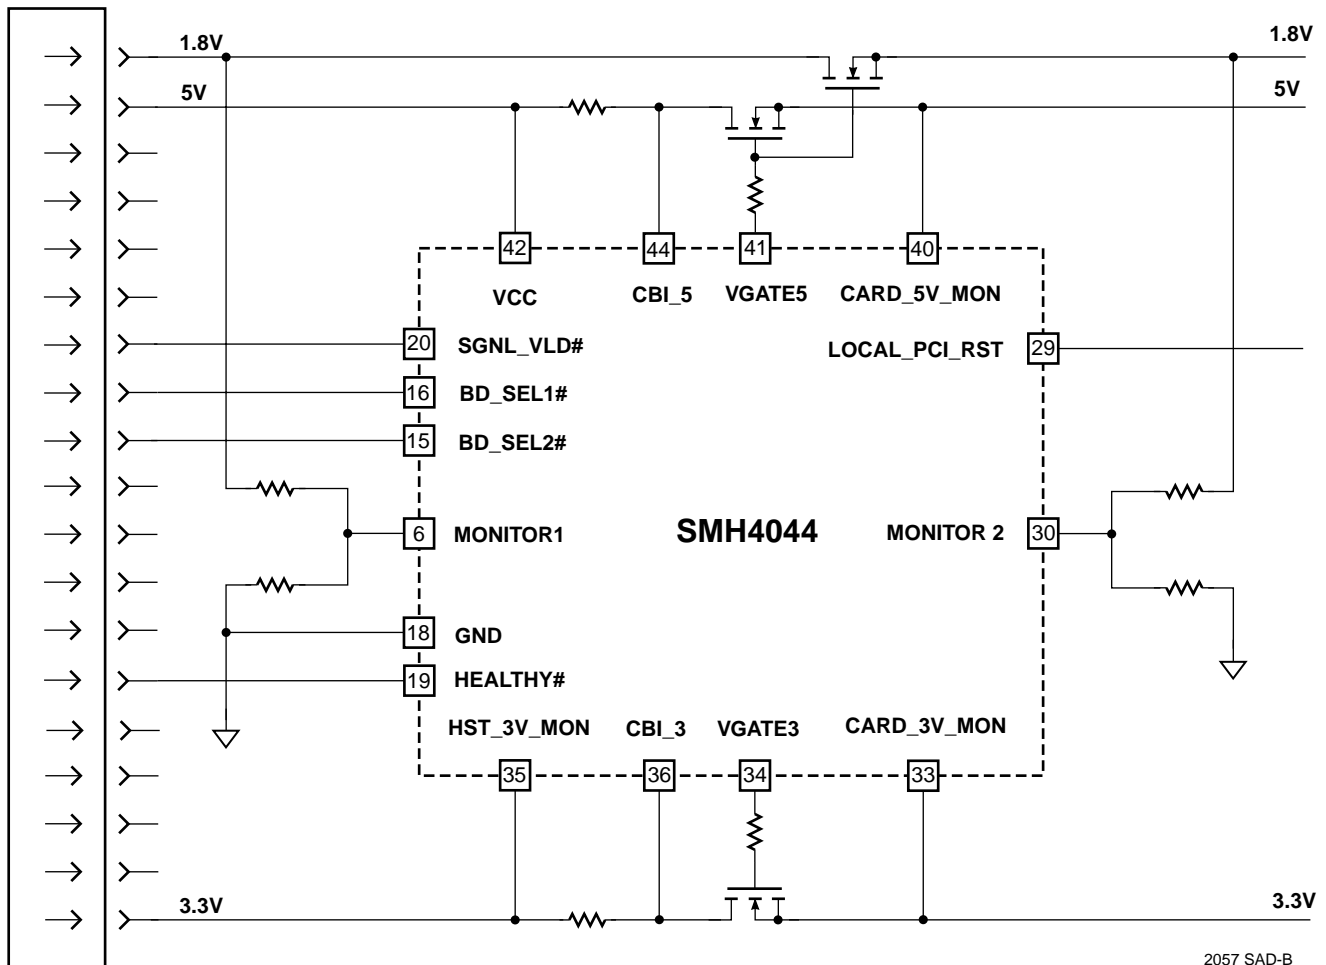 1.8V
1.8V
5V
5V
42
44
41
40
VCC
CBI_5
VGATE5
CARD_5V_MON
20
SGNL_VLD#
LOCAL_PCI_RST
29
16
BD_SEL1#
15
BD_SEL2#
6
MONITOR1
SMH4044
MONITOR 2
30
18
GND
19
HEALTHY#
HST_3V_MON
CBI_3
VGATE3
CARD_3V_MON
35
36
34
33
3.3V
3.3V
2057 SAD-B